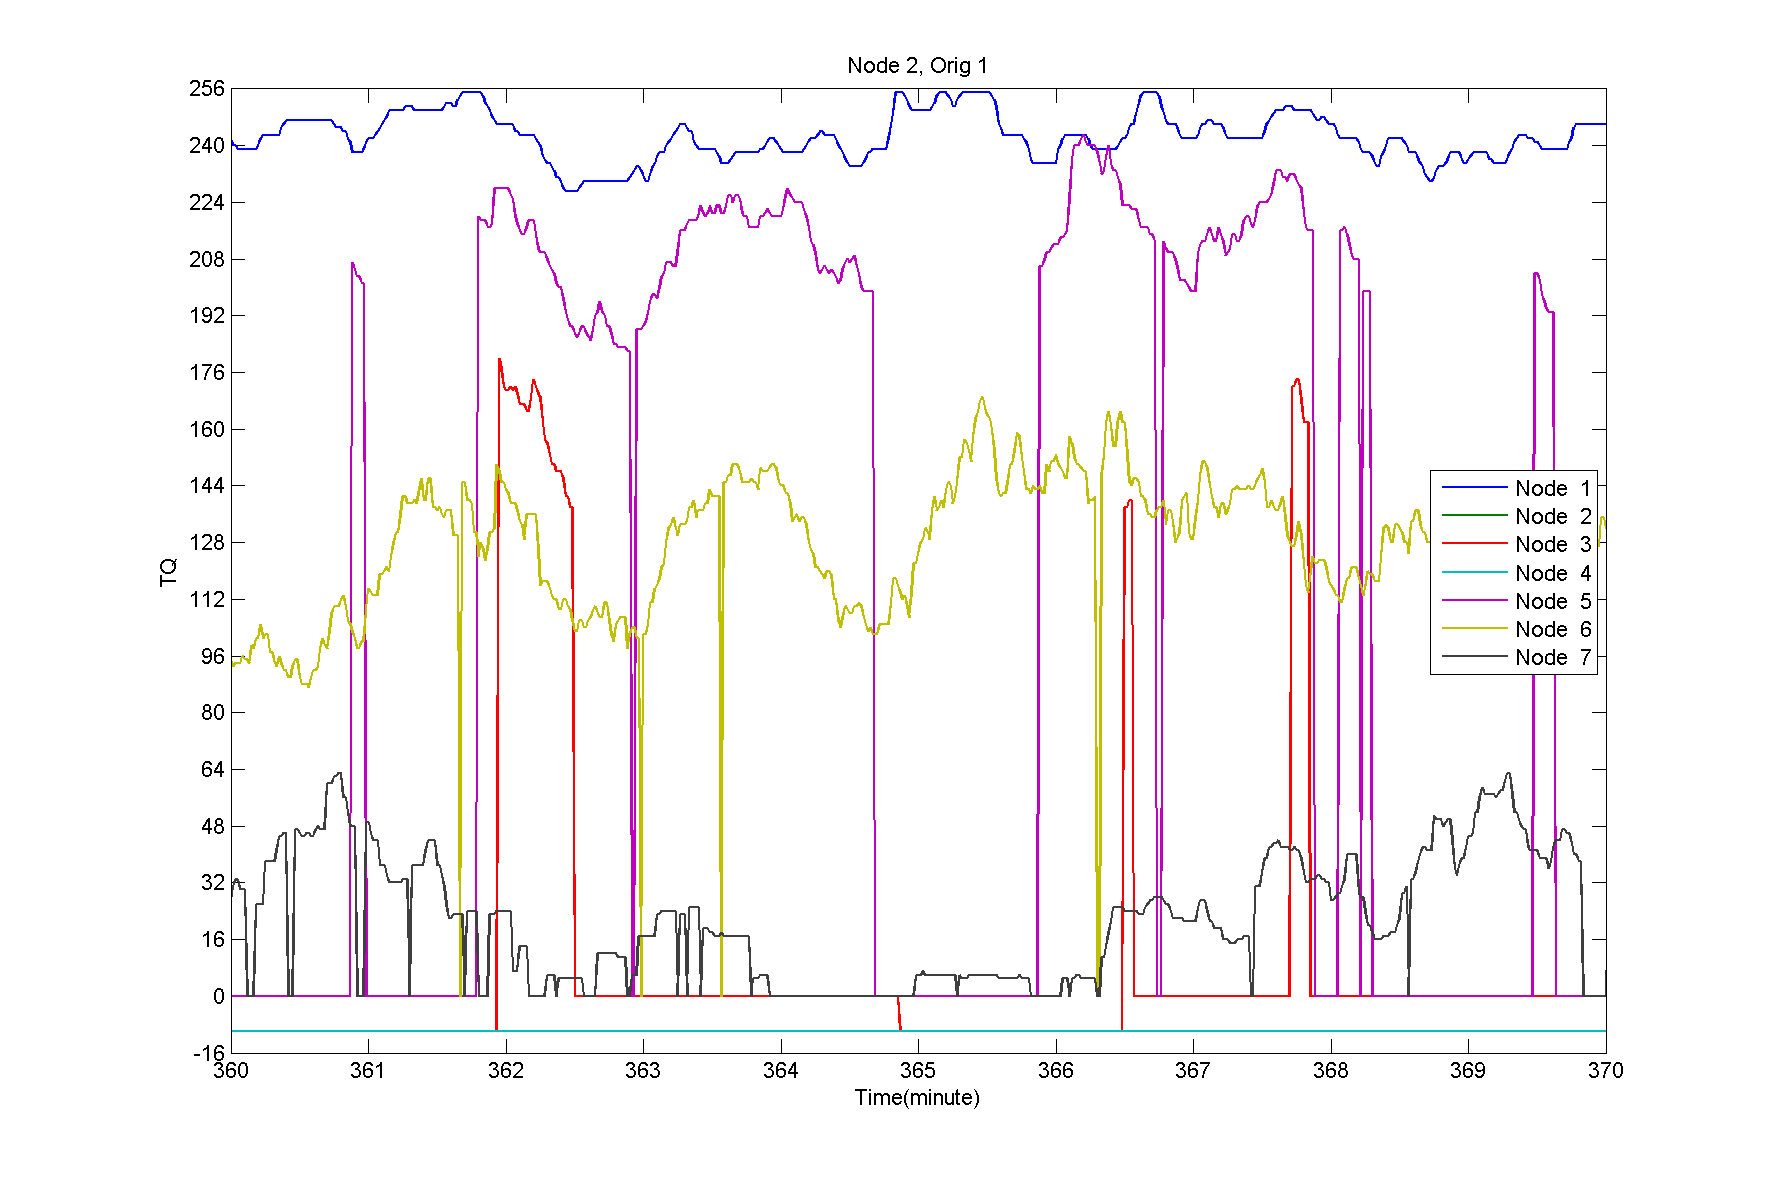 Node 2, Orig 1
256
240
224
208
192
176
160
144
128
112
96
80
64
48
32
16
0
-16
TQ
Node 1
Node 2
Node 3
Node 4
Node 5
Node 6
Node 7
360 361 362 363 364 365 366 367 368 369 370
Time(minute)